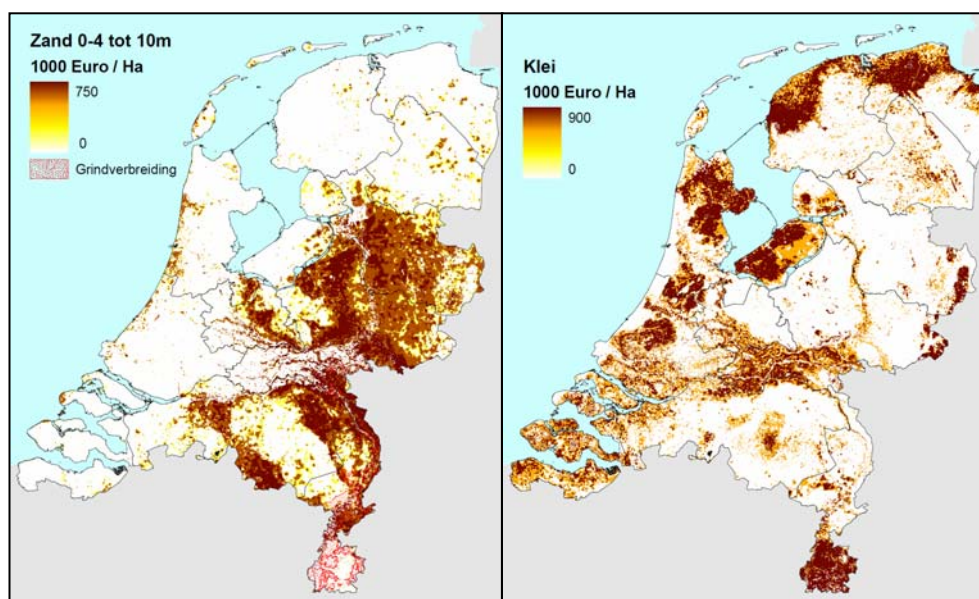 Zand 0-4 tot 10m
1000 Euro / Ha
750
0
Grindverbreiding
Klei
1000 Euro / Ha
900
0